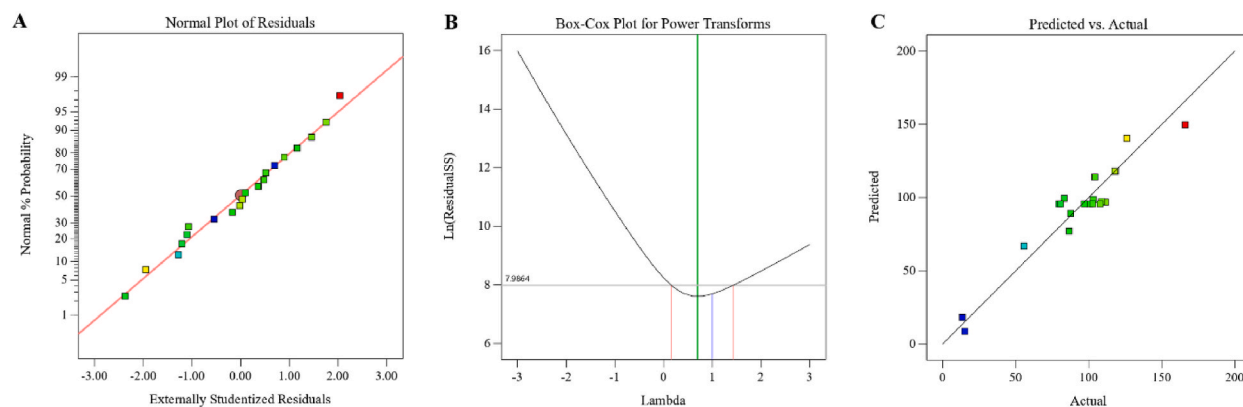 A
Normal Plot of Residuals
Normal % Probability
99
95
90
80
70
50
30
20
10
5
1
-3.00 -2.00 -1.00 0.00 1.00 2.00 3.00
Externally Studentized Residuals
B
Box-Cox Plot for Power Transforms
Ln(ResidualSS)
16
14
12
10
8
6
7.9864
-3 -2 -1 0 1 2 3
Lambda
C
Predicted vs. Actual
Predicted
200
150
100
50
0
0 50 100 150 200
Actual